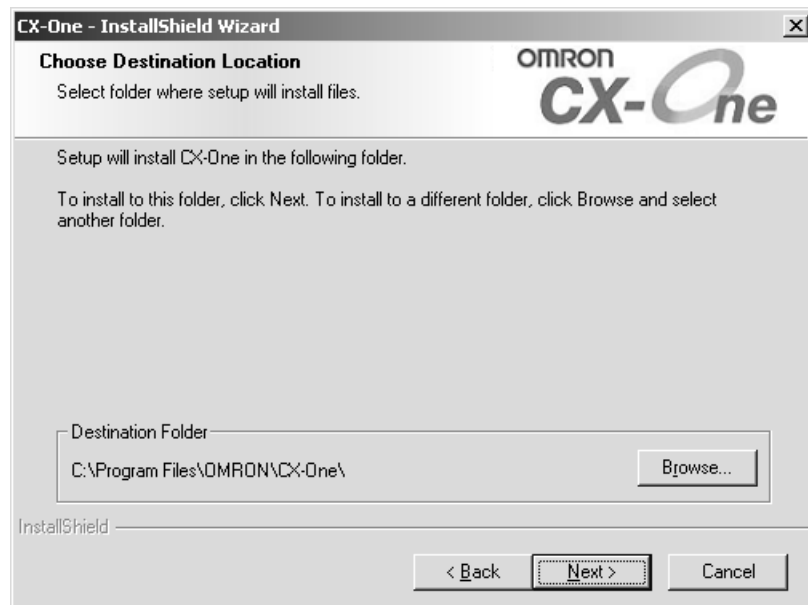 CX-One - InstallShield Wizard
Choose Destination Location
Select folder where setup will install files.
OMRON
CX-One
Setup will install CX-One in the following folder.
To install to this folder, click Next. To install to a different folder, click Browse and select
another folder.
Destination Folder
C:\Program Files\OMRON\CX-One\
Browse...
InstallShield
< Back
Next >
Cancel